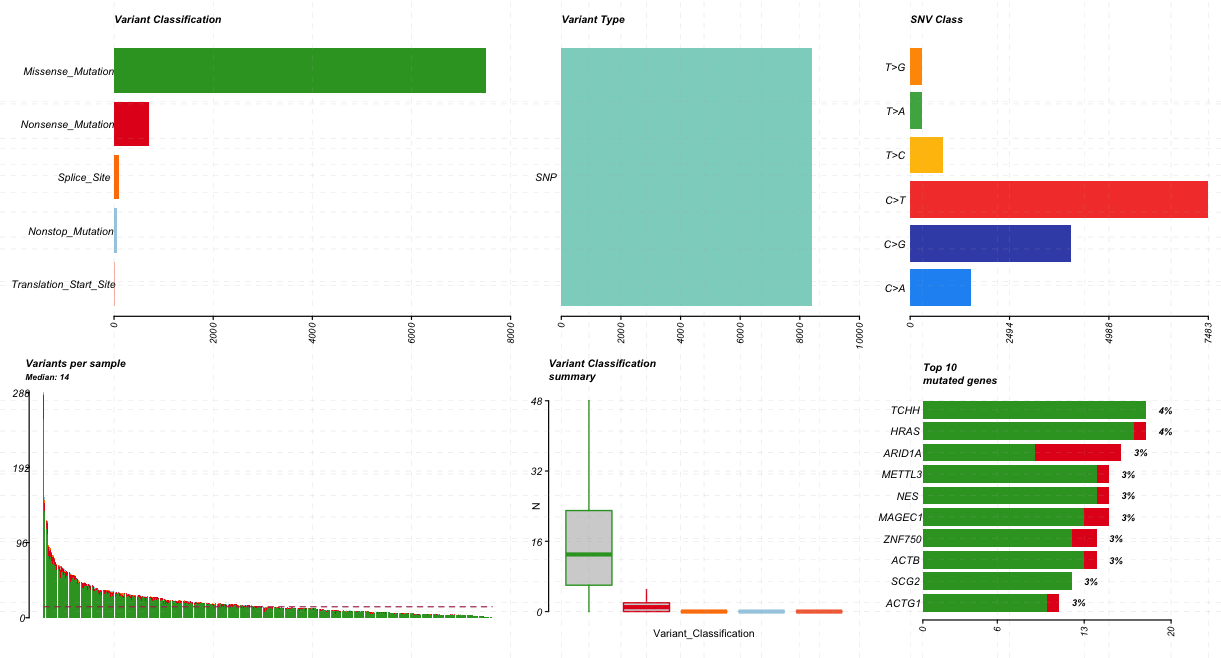 Variant Classification
Missense_Mutation
Nonsense_Mutation
Splice_Site
Nonstop_Mutation
Translation_Start_Site
0 2000 4000 6000 8000
Variant Type
SNP
0 2000 4000 6000 8000 10000
SNV Class
T>G
T>A
T>C
C>T
C>G
C>A
0 2494 4988 7483
Variants per sample
Median: 14
288
192
96
0
Variant Classification
summary
48
32
16
0
N
Variant_Classification
Top 10
mutated genes
TCHH 4%
HRAS 4%
ARID1A 3%
METTL3 3%
NES 3%
MAGEC1 3%
ZNF750 3%
ACTB 3%
SCG2 3%
ACTG1 3%
0 6 13 20